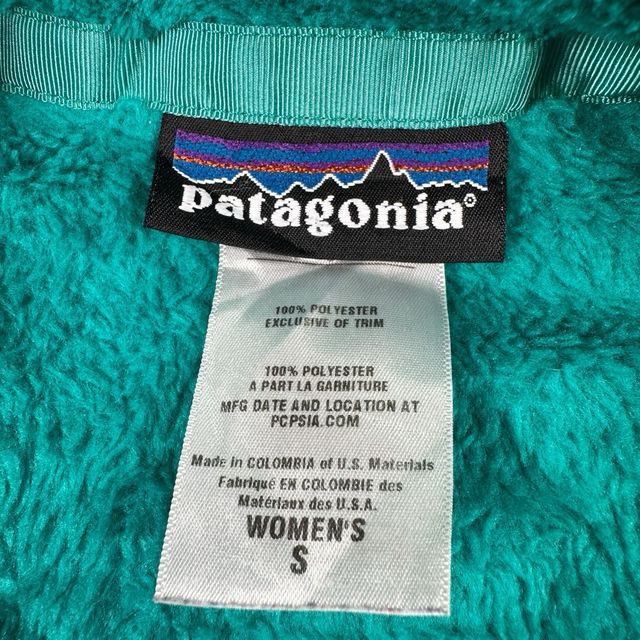 patagonia®
100% POLYESTER
EXCLUSIVE OF TRIM
100% POLYESTER
A PART LA GARNITURE
MFG DATE AND LOCATION AT
PCPSIA.COM
Made in COLOMBIA of U.S. Materials
Fabriqué EN COLOMBIE des
Matériaux des U.S.A.
WOMEN'S
S